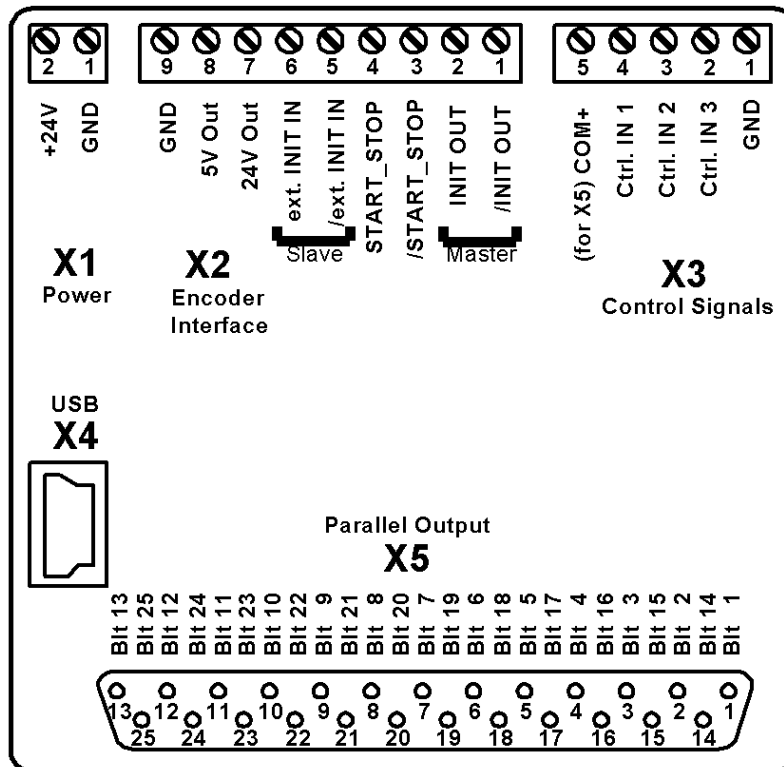 2 1
9 8 7 6 5 4 3 2 1
5 4 3 2 1
+24V
GND
GND
5V Out
24V Out
ext. INIT IN
/ext. INIT IN
START_STOP
/START_STOP
INIT OUT
/INIT OUT
(for X5) COM+
Ctrl. IN 1
Ctrl. IN 2
Ctrl. IN 3
GND
Slave
Master
X1
Power
X2
Encoder
Interface
X3
Control Signals
USB
X4
Parallel Output
X5
Bit 13
Bit 25
Bit 12
Bit 24
Bit 11
Bit 23
Bit 10
Bit 22
Bit 9
Bit 21
Bit 8
Bit 20
Bit 7
Bit 19
Bit 6
Bit 18
Bit 5
Bit 17
Bit 4
Bit 16
Bit 3
Bit 15
Bit 2
Bit 14
Bit 1
13 12 11 10 9 8 7 6 5 4 3 2 1
25 24 23 22 21 20 19 18 17 16 15 14